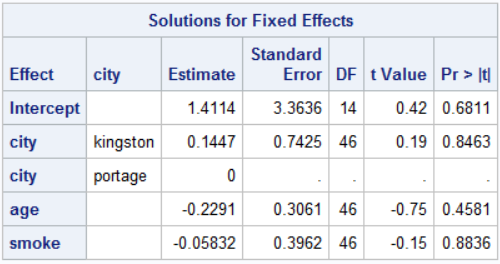 Solutions for Fixed Effects
Effect city Estimate Standard Error DF t Value Pr > |t|
Intercept 1.4114 3.3636 14 0.42 0.6811
city kingston 0.1447 0.7425 46 0.19 0.8463
city portage 0 . . . .
age -0.2291 0.3061 46 -0.75 0.4581
smoke -0.05832 0.3962 46 -0.15 0.8836